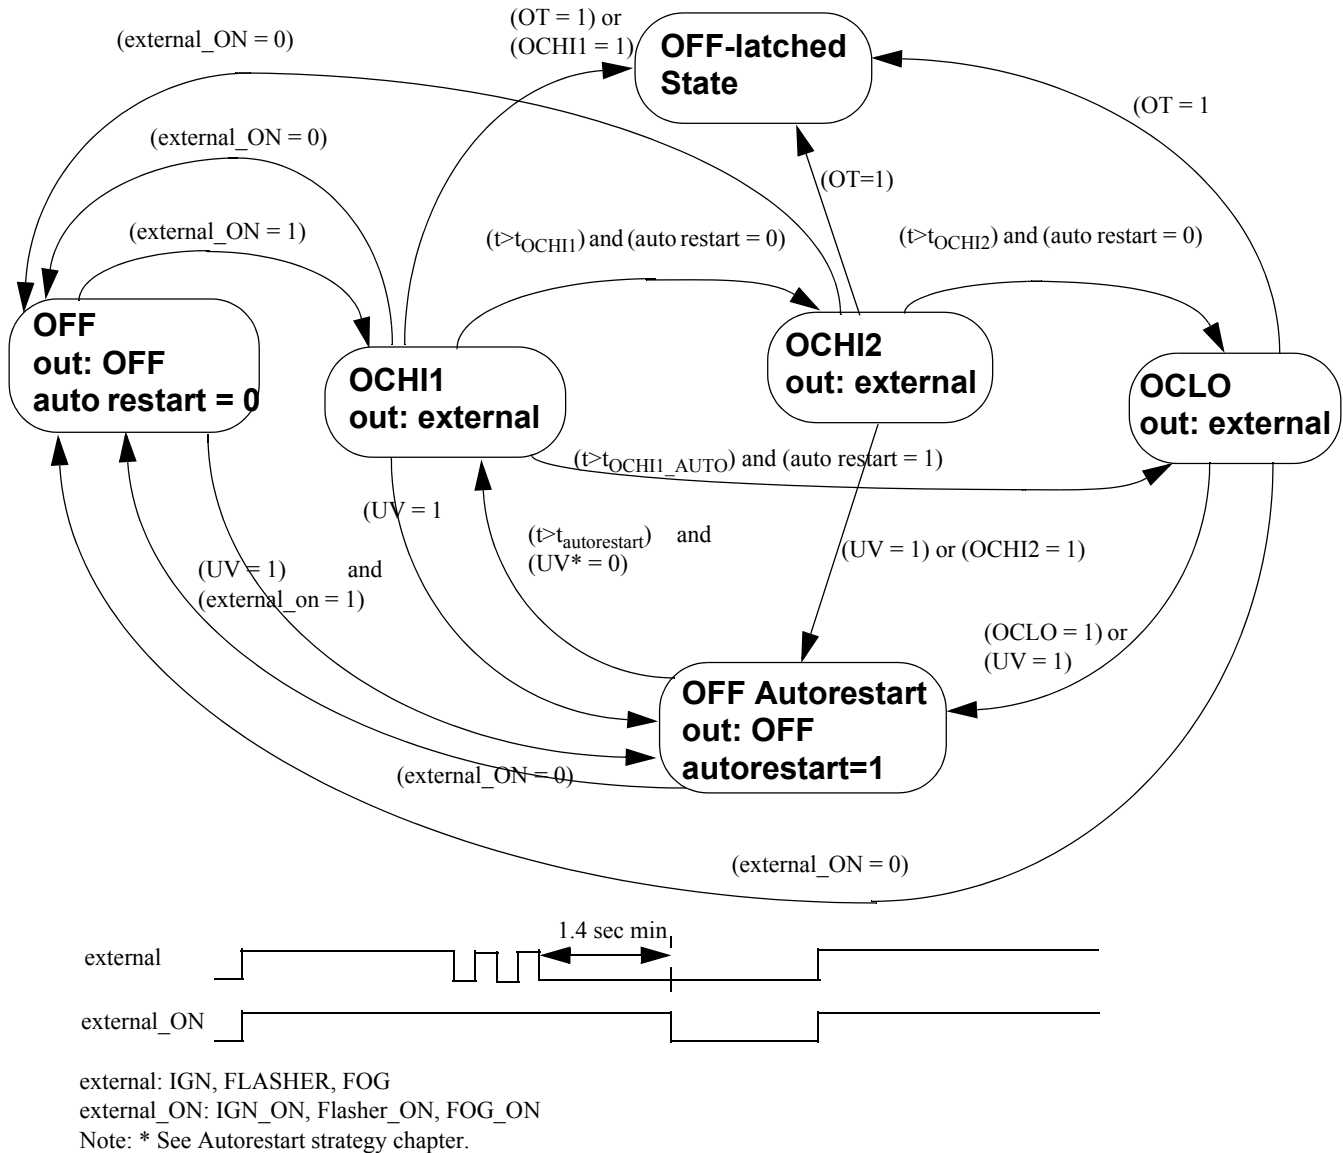 (OT = 1) or
(OCHI1 = 1)
(external_ON = 0)
OFF-latched
State
(OT = 1
(external_ON = 0)
(OT=1)
(external_ON = 1)
(t>tOCHI1) and (auto restart = 0)
(t>tOCHI2) and (auto restart = 0)
OFF
out: OFF
auto restart = 0
OCHI1
out: external
OCHI2
out: external
OCLO
out: external
(t>tOCHI1_AUTO) and (auto restart = 1)
(UV = 1
(t>tautorestart) and
(UV* = 0)
(UV = 1) or (OCHI2 = 1)
(UV = 1) and
(external_on = 1)
(OCLO = 1) or
(UV = 1)
OFF Autorestart
out: OFF
autorestart=1
(external_ON = 0)
(external_ON = 0)
1.4 sec min
external
external_ON
external: IGN, FLASHER, FOG
external_ON: IGN_ON, Flasher_ON, FOG_ON
Note: * See Autorestart strategy chapter.